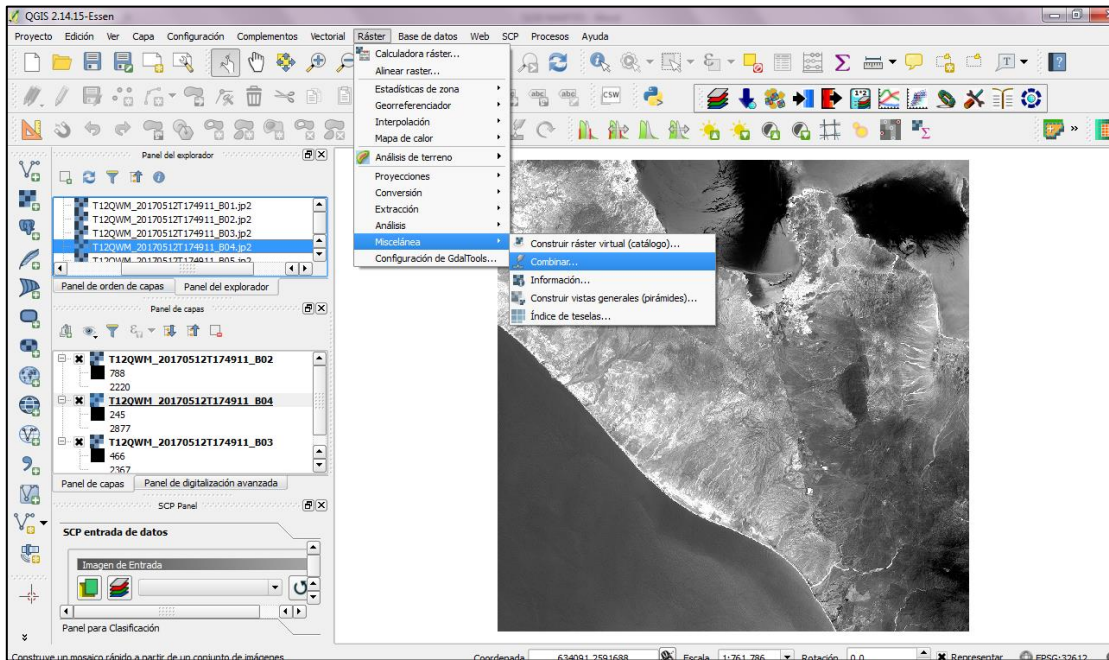 QGIS 2.14.15-Essen
Proyecto Edición Ver Capa Configuración Complementos Vectorial Ráster Base de datos Web SCP Procesos Ayuda
Calculadora ráster...
Alinear raster...
Estadísticas de zona
Georreferenciador
Interpolación
Mapa de calor
Análisis de terreno
Proyecciones
Conversión
Extracción
Análisis
Miscelánea
Configuración de GdalTools...
Construir ráster virtual (catálogo)...
Combinar...
Información...
Construir vistas generales (pirámides)...
Índice de teselas...
abc abc CSW
Panel del explorador
T12QWM_20170512T174911_B01.jp2
T12QWM_20170512T174911_B02.jp2
T12QWM_20170512T174911_B03.jp2
T12QWM_20170512T174911_B04.jp2
T12QWM_20170512T174911_B05.jp2
Panel de orden de capas Panel del explorador
Panel de capas
T12QWM_20170512T174911_B02
788
2220
T12QWM_20170512T174911_B04
245
2877
T12QWM_20170512T174911_B03
466
2367
Panel de capas Panel de digitalización avanzada
SCP Panel
SCP entrada de datos
Imagen de Entrada
Panel para Clasificación
Construye un mosaico rápido a partir de un conjunto de imágenes
Coordenada 634091,2591688 Escala 1:761.786 Rotación 0,0 Representar EPSG:32612